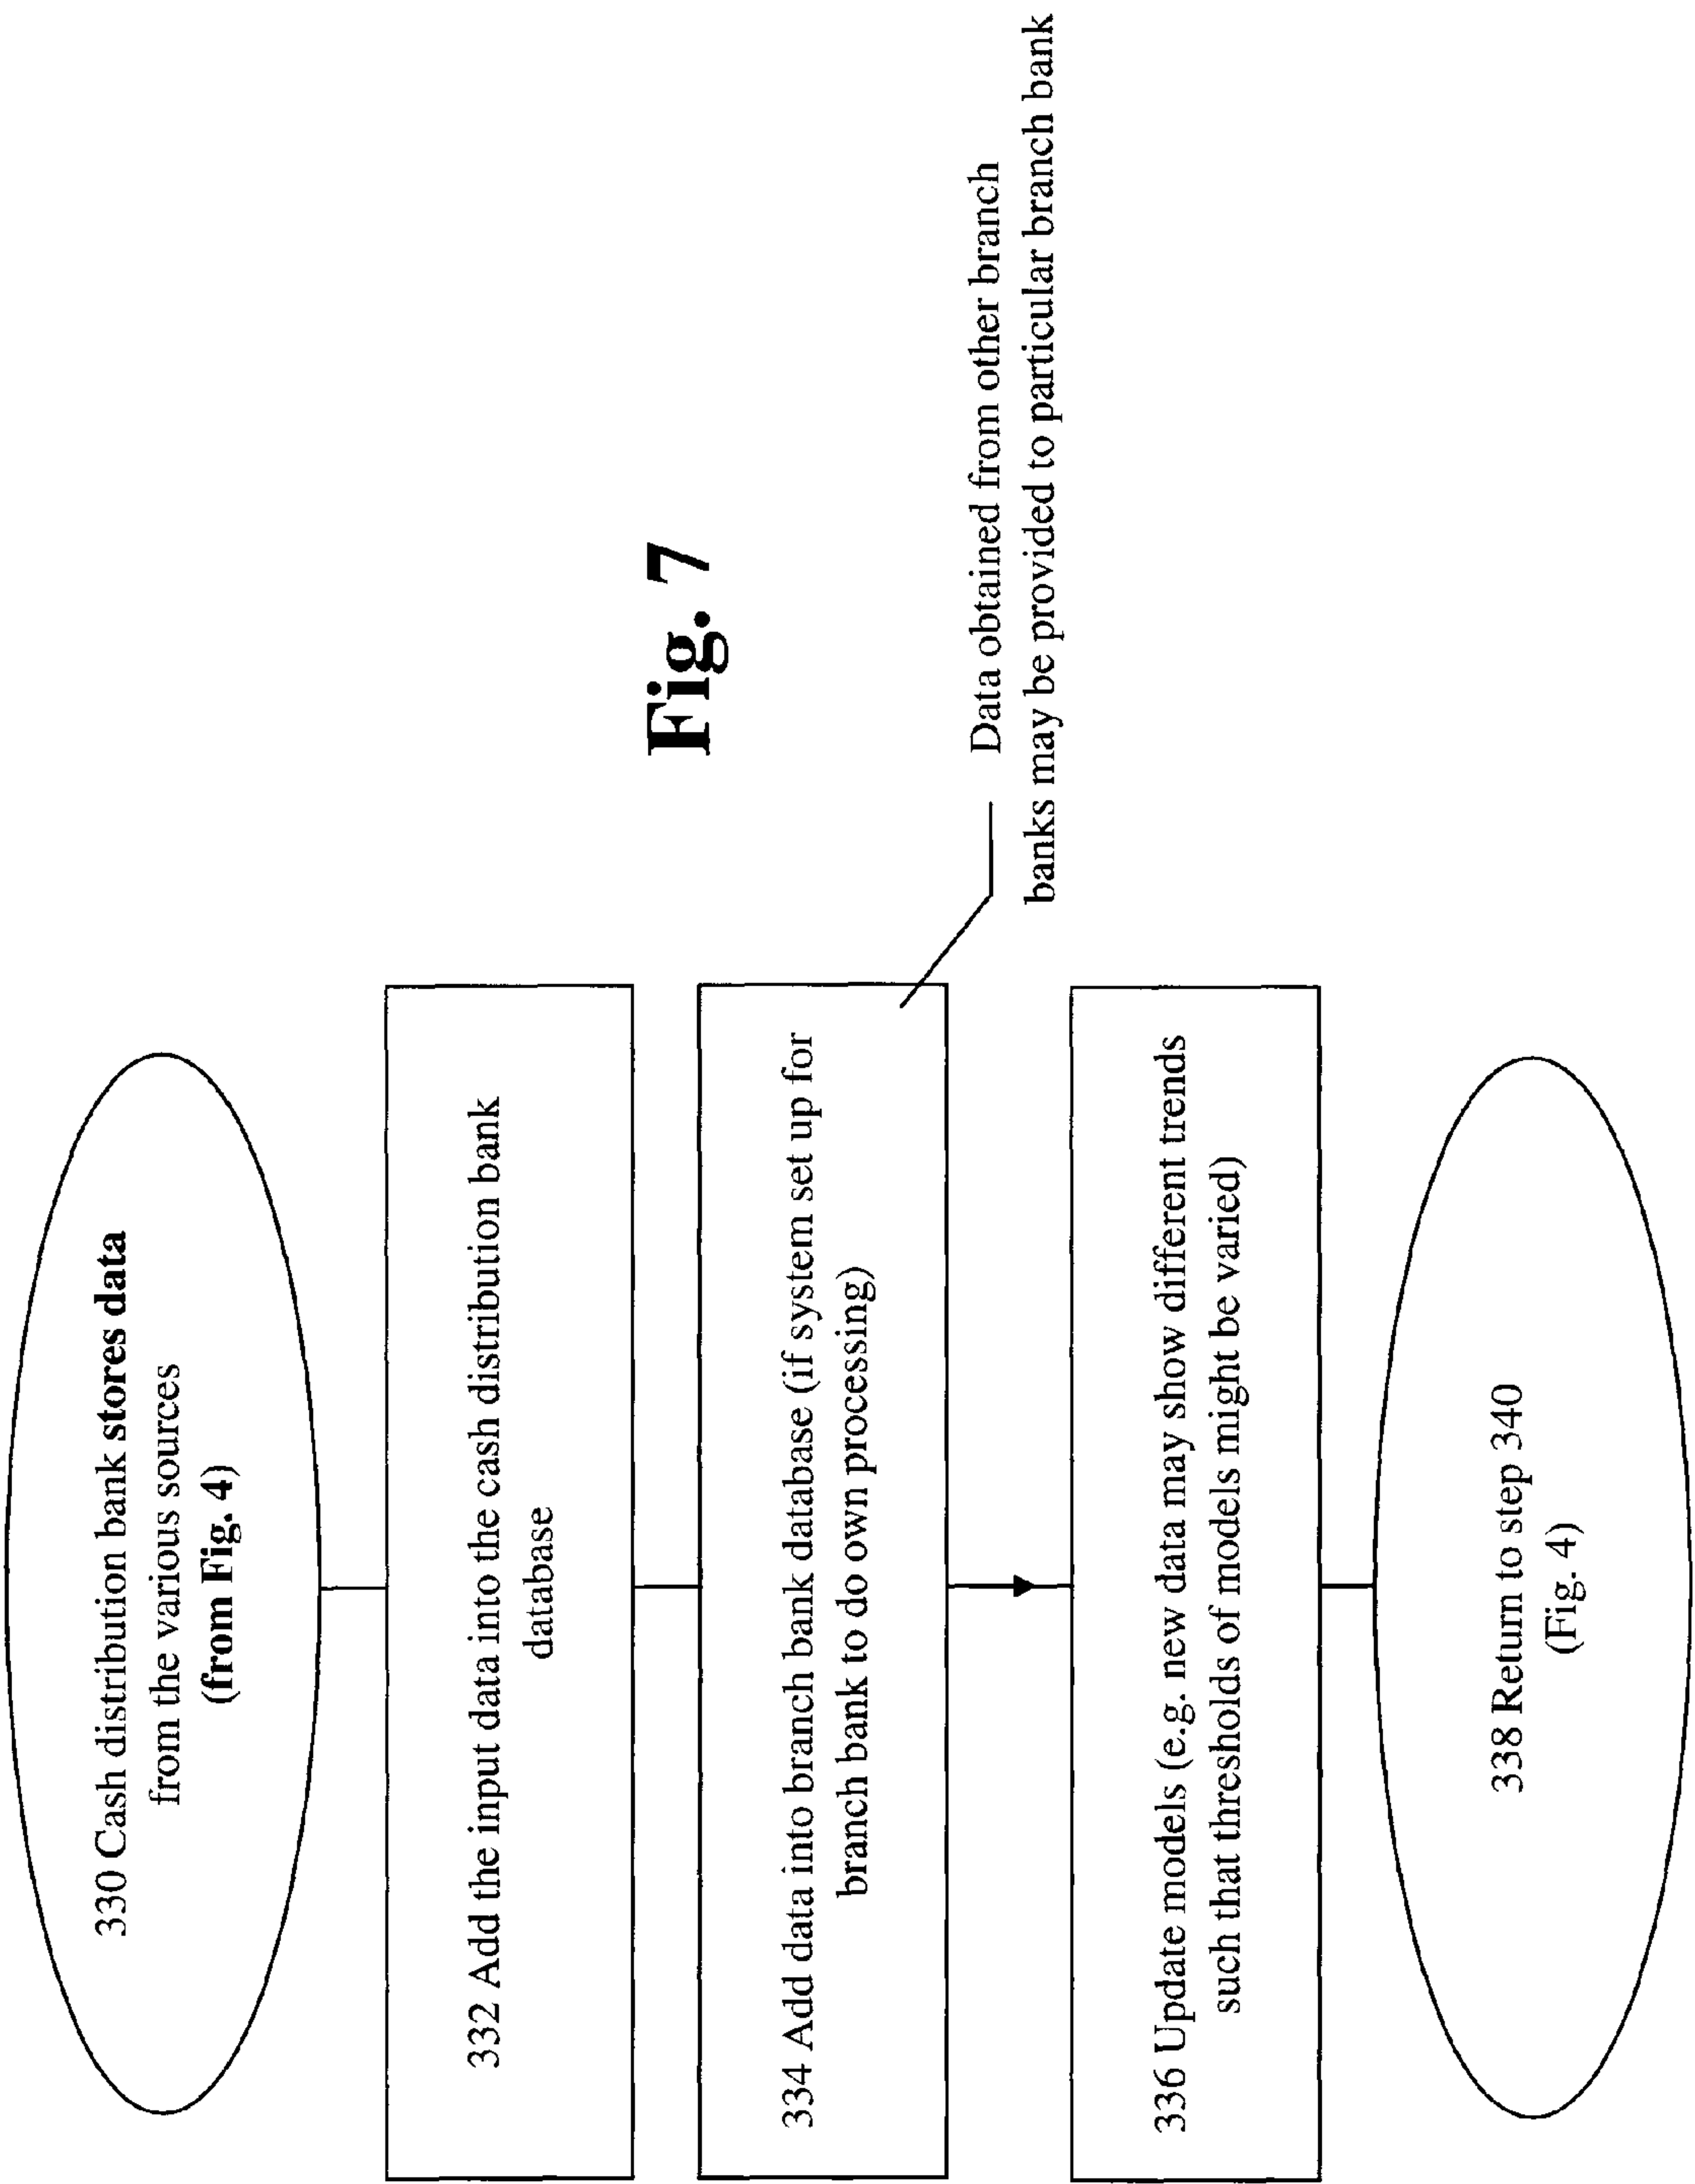 330 Cash distribution bank stores data
from the various sources
(from Fig. 4)
332 Add the input data into the cash distribution bank
database
Fig. 7
334 Add data into branch bank database (if system set up for
branch bank to do own processing)
Data obtained from other branch
banks may be provided to particular branch bank
336 Update models (e.g. new data may show different trends
such that thresholds of models might be varied)
338 Return to step 340
(Fig. 4)